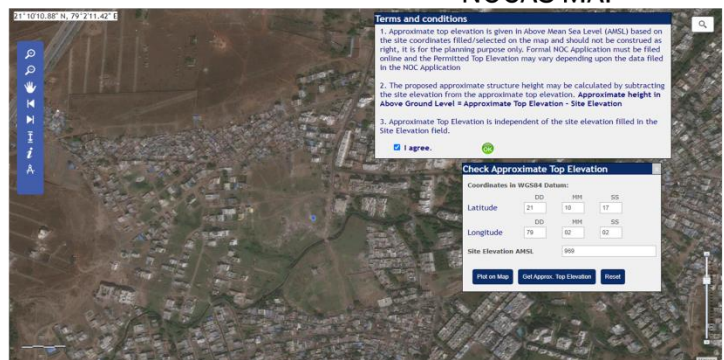 NOCAS MAP
21°10'10.88" N, 79°2'11.42" E
Terms and conditions
1. Approximate top elevation is given in Above Mean Sea Level (AMSL) based on
the site coordinates filled/selected on the map and should not be construed as
right, it is for the planning purpose only. Formal NOC Application must be filed
online and the Permitted Top Elevation may vary depending upon the data filed
in the NOC Application
2. The proposed approximate structure height may be calculated by subtracting
the site elevation from the approximate top elevation. Approximate height in
Above Ground Level = Approximate Top Elevation - Site Elevation
3. Approximate Top Elevation is independent of the site elevation filled in the
Site Elevation field.
I agree.
OK
Check Approximate Top Elevation
Coordinates in WGS84 Datum:
DD MM SS
Latitude 21 10 17
DD MM SS
Longitude 79 02 02
Site Elevation AMSL 969
Plot on Map Get Approx. Top Elevation Reset